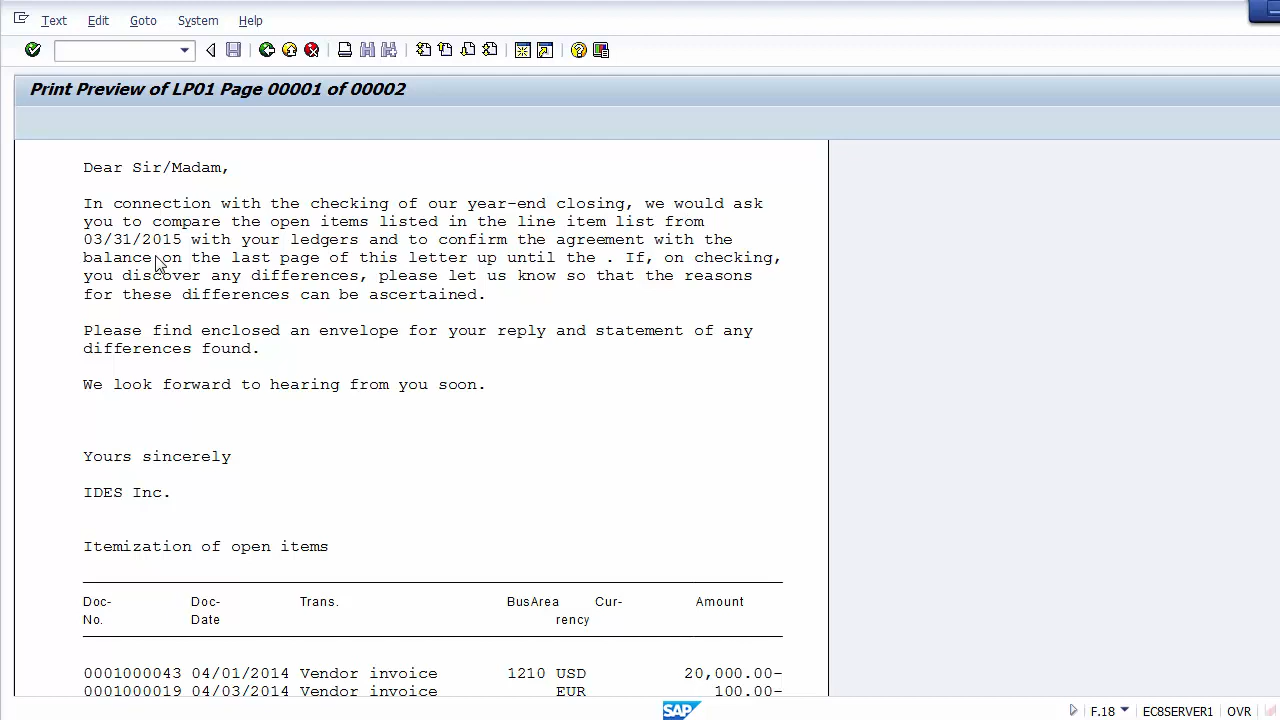 Text Edit Goto System Help
Print Preview of LP01 Page 00001 of 00002
Dear Sir/Madam,
In connection with the checking of our year-end closing, we would ask
you to compare the open items listed in the line item list from
03/31/2015 with your ledgers and to confirm the agreement with the
balance on the last page of this letter up until the . If, on checking,
you discover any differences, please let us know so that the reasons
for these differences can be ascertained.
Please find enclosed an envelope for your reply and statement of any
differences found.
We look forward to hearing from you soon.
Yours sincerely
IDES Inc.
Itemization of open items
Doc- Doc- Trans. BusArea Cur- Amount
No. Date rency
0001000043 04/01/2014 Vendor invoice 1210 USD 20,000.00-
0001000019 04/03/2014 Vendor invoice EUR 100.00-
SAP F.18 EC8SERVER1 OVR